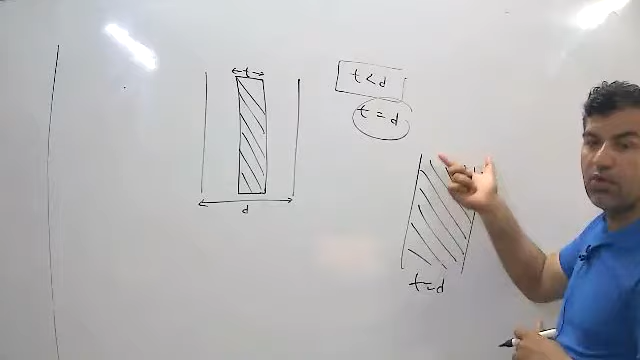 t
d
t < d
t = d
t = d